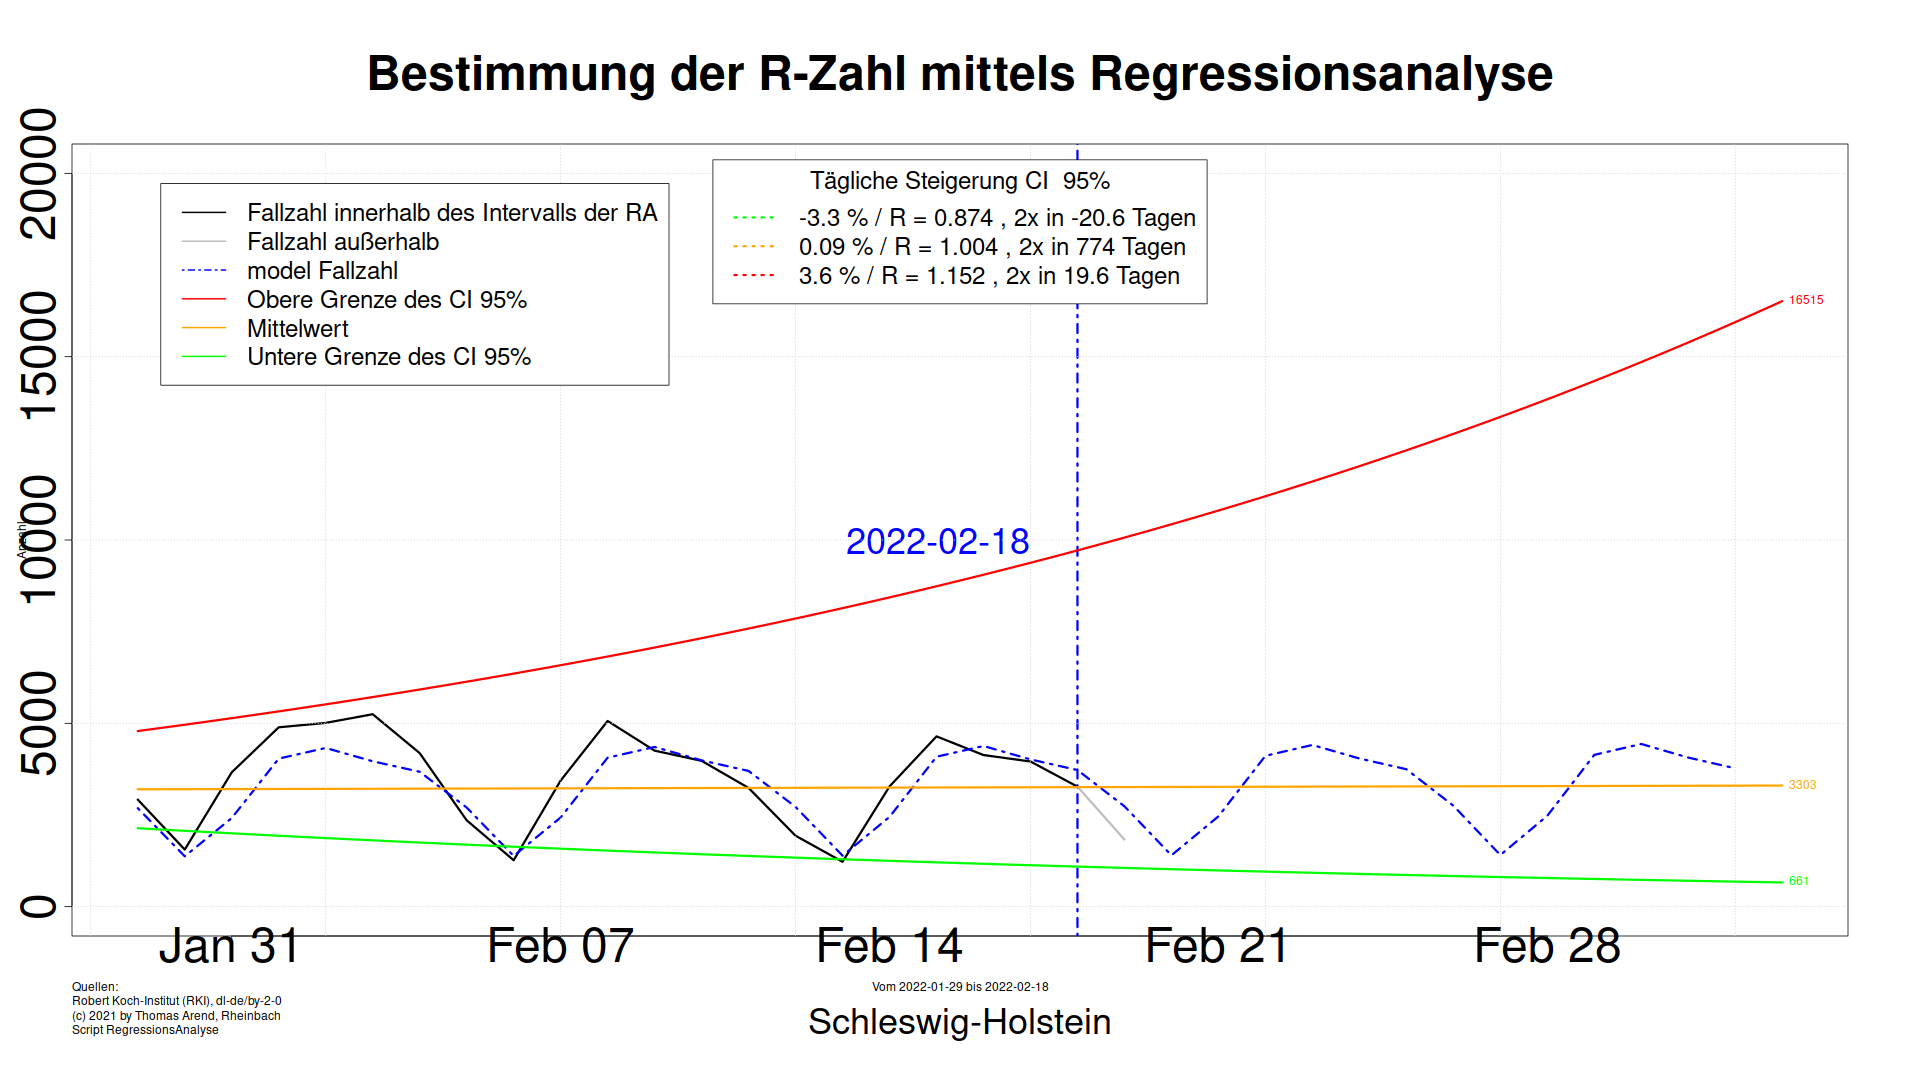 Bestimmung der R-Zahl mittels Regressionsanalyse
20000
15000
10000
5000
0
Anzahl
Fallzahl innerhalb des Intervalls der RA
Fallzahl außerhalb
model Fallzahl
Obere Grenze des CI 95%
Mittelwert
Untere Grenze des CI 95%
Tägliche Steigerung CI  95%
-3.3 % / R = 0.874 , 2x in -20.6 Tagen
0.09 % / R = 1.004 , 2x in 774 Tagen
3.6 % / R = 1.152 , 2x in 19.6 Tagen
16515
2022-02-18
3303
661
Jan 31 Feb 07 Feb 14 Feb 21 Feb 28
Quellen:
Robert Koch-Institut (RKI), dl-de/by-2-0
(c) 2021 by Thomas Arend, Rheinbach
Script RegressionsAnalyse
Vom 2022-01-29 bis 2022-02-18
Schleswig-Holstein